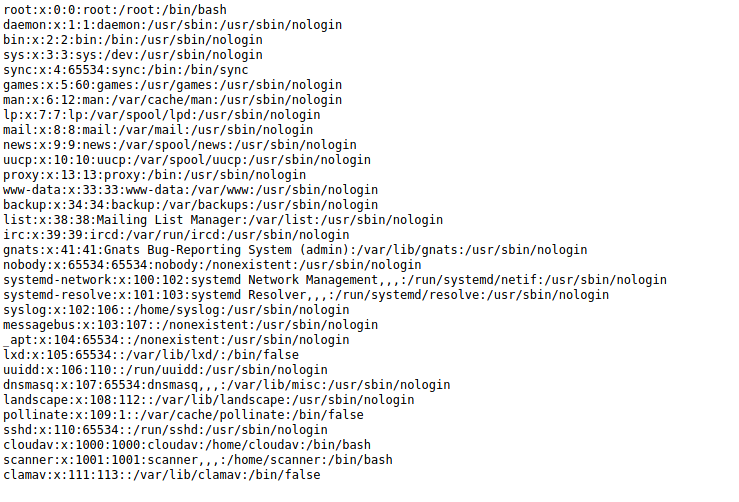 root:x:0:0:root:/root:/bin/bash
daemon:x:1:1:daemon:/usr/sbin:/usr/sbin/nologin
bin:x:2:2:bin:/bin:/usr/sbin/nologin
sys:x:3:3:sys:/dev:/usr/sbin/nologin
sync:x:4:65534:sync:/bin:/bin/sync
games:x:5:60:games:/usr/games:/usr/sbin/nologin
man:x:6:12:man:/var/cache/man:/usr/sbin/nologin
lp:x:7:7:lp:/var/spool/lpd:/usr/sbin/nologin
mail:x:8:8:mail:/var/mail:/usr/sbin/nologin
news:x:9:9:news:/var/spool/news:/usr/sbin/nologin
uucp:x:10:10:uucp:/var/spool/uucp:/usr/sbin/nologin
proxy:x:13:13:proxy:/bin:/usr/sbin/nologin
www-data:x:33:33:www-data:/var/www:/usr/sbin/nologin
backup:x:34:34:backup:/var/backups:/usr/sbin/nologin
list:x:38:38:Mailing List Manager:/var/list:/usr/sbin/nologin
irc:x:39:39:ircd:/var/run/ircd:/usr/sbin/nologin
gnats:x:41:41:Gnats Bug-Reporting System (admin):/var/lib/gnats:/usr/sbin/nologin
nobody:x:65534:65534:nobody:/nonexistent:/usr/sbin/nologin
systemd-network:x:100:102:systemd Network Management,,,:/run/systemd/netif:/usr/sbin/nologin
systemd-resolve:x:101:103:systemd Resolver,,,:/run/systemd/resolve:/usr/sbin/nologin
syslog:x:102:106::/home/syslog:/usr/sbin/nologin
messagebus:x:103:107::/nonexistent:/usr/sbin/nologin
_apt:x:104:65534::/nonexistent:/usr/sbin/nologin
lxd:x:105:65534::/var/lib/lxd/:/bin/false
uuidd:x:106:110::/run/uuidd:/usr/sbin/nologin
dnsmasq:x:107:65534:dnsmasq,,,:/var/lib/misc:/usr/sbin/nologin
landscape:x:108:112::/var/lib/landscape:/usr/sbin/nologin
pollinate:x:109:1::/var/cache/pollinate:/bin/false
sshd:x:110:65534::/run/sshd:/usr/sbin/nologin
cloudav:x:1000:1000:cloudav:/home/cloudav:/bin/bash
scanner:x:1001:1001:scanner,,,:/home/scanner:/bin/bash
clamav:x:111:113::/var/lib/clamav:/bin/false